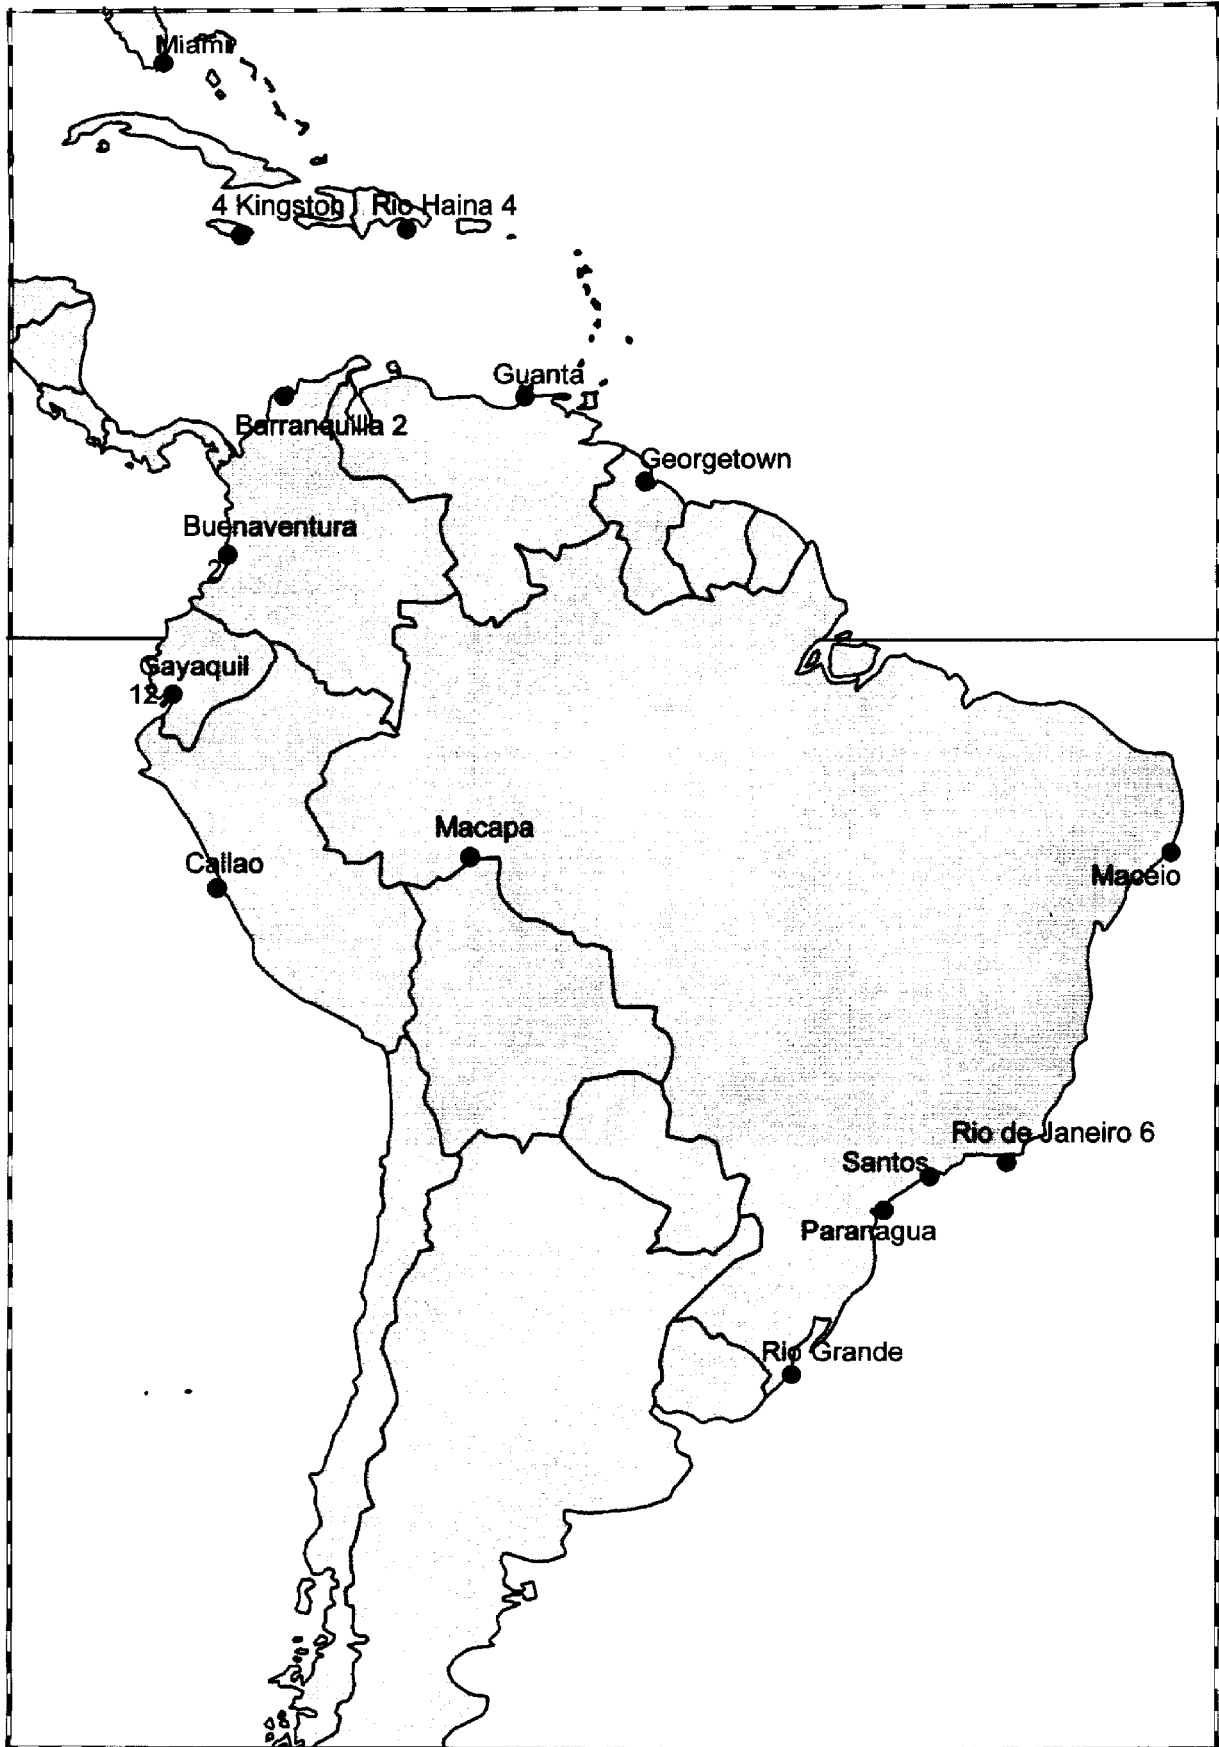 Miami
4 Kingston
Rio Haina 4
Guanta
Barranquilla 2
Georgetown
Buenaventura
2
Gayaquil
12
Macapa
Callao
Maceio
Rio de Janeiro 6
Santos
Paranagua
Rio Grande